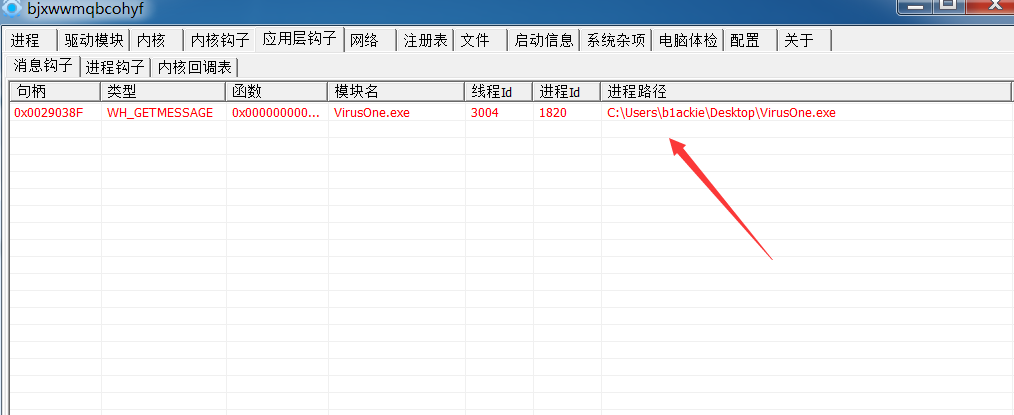 bjxwwmqbcohyf
进程 驱动模块 内核 内核钩子 应用层钩子 网络 注册表 文件 启动信息 系统杂项 电脑体检 配置 关于
消息钩子 进程钩子 内核回调表
句柄 类型 函数 模块名 线程Id 进程Id 进程路径
0x0029038F WH_GETMESSAGE 0x000000000... VirusOne.exe 3004 1820 C:\Users\b1ackie\Desktop\VirusOne.exe